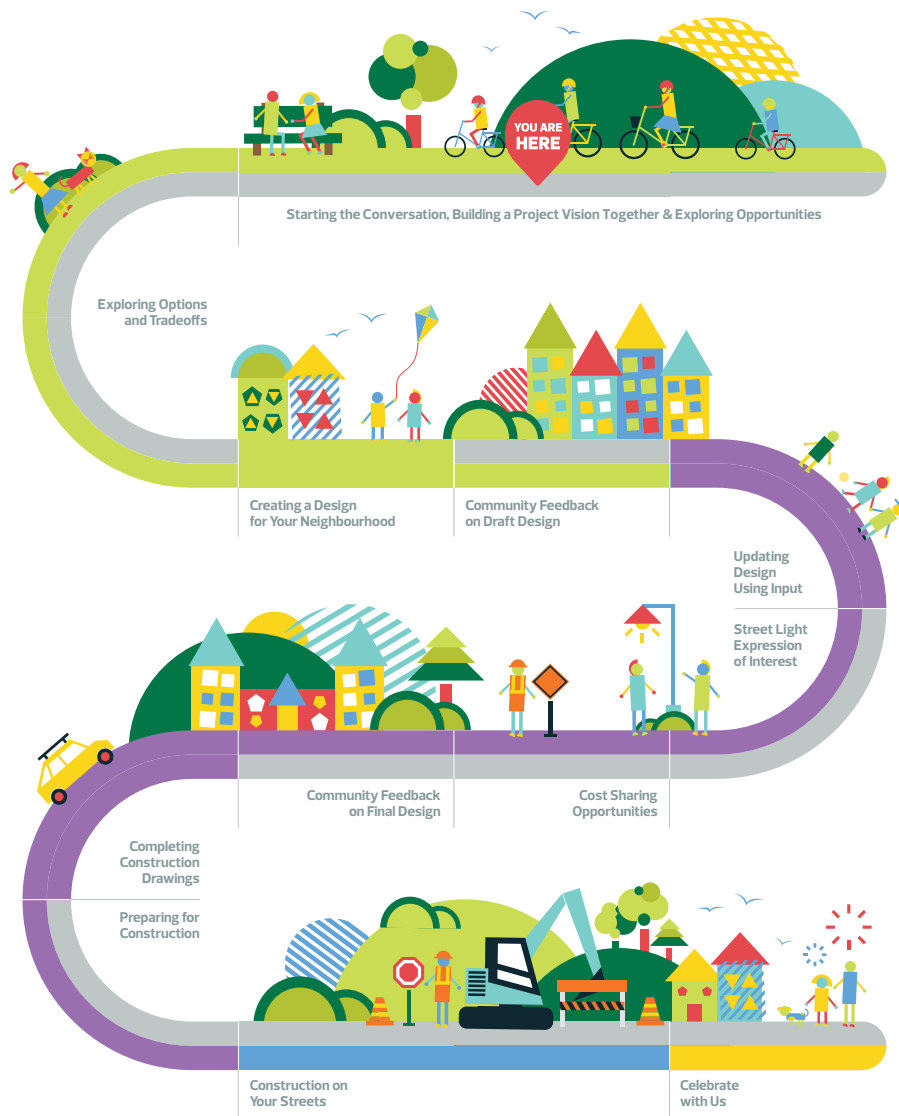 YOU ARE
HERE
Starting the Conversation, Building a Project Vision Together & Exploring Opportunities
Exploring Options
and Tradeoffs
Creating a Design
for Your Neighbourhood
Community Feedback
on Draft Design
Updating
Design
Using Input
Street Light
Expression
of Interest
Cost Sharing
Opportunities
Community Feedback
on Final Design
Completing
Construction
Drawings
Preparing for
Construction
Construction on
Your Streets
Celebrate
with Us